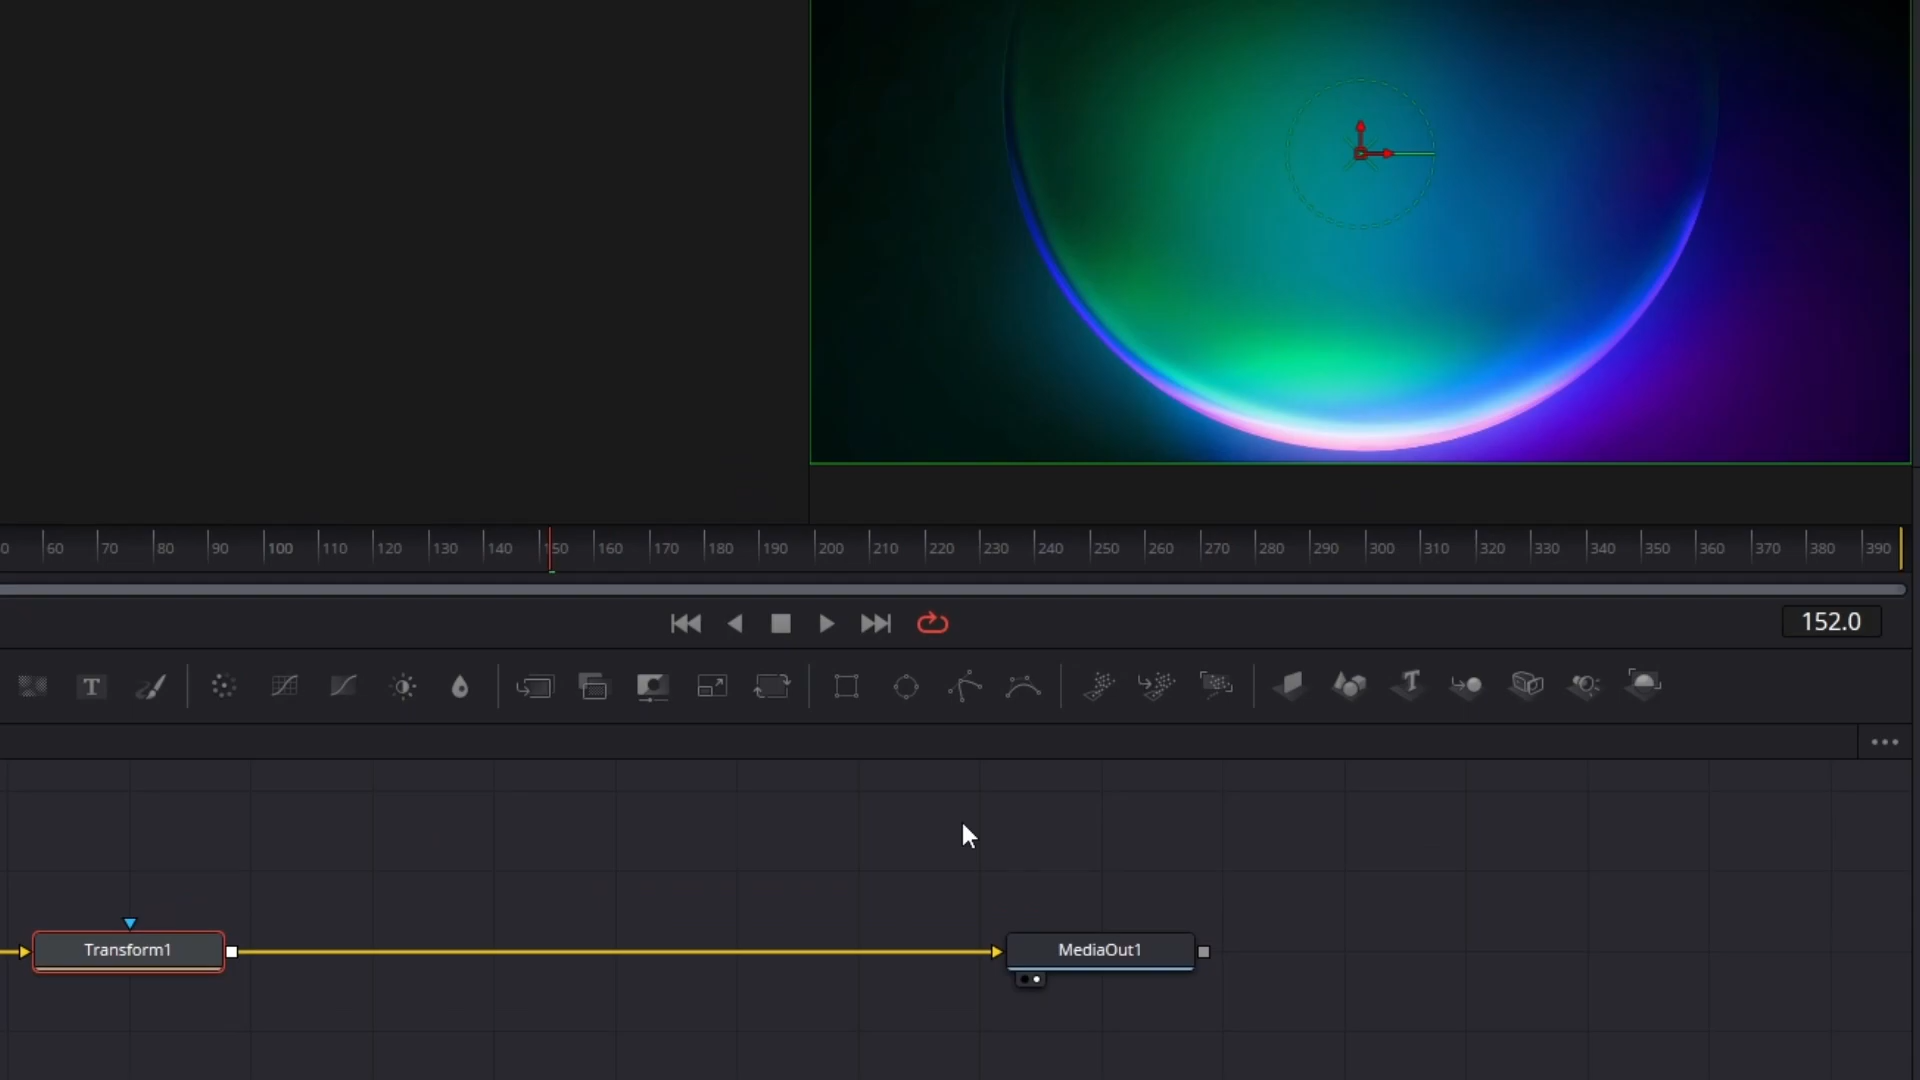 0 60 70 80 90 100 110 120 130 140 150 160 170 180 190 200 210 220 230 240 250 260 270 280 290 300 310 320 330 340 350 360 370 380 390
152.0
T
Transform1 MediaOut1